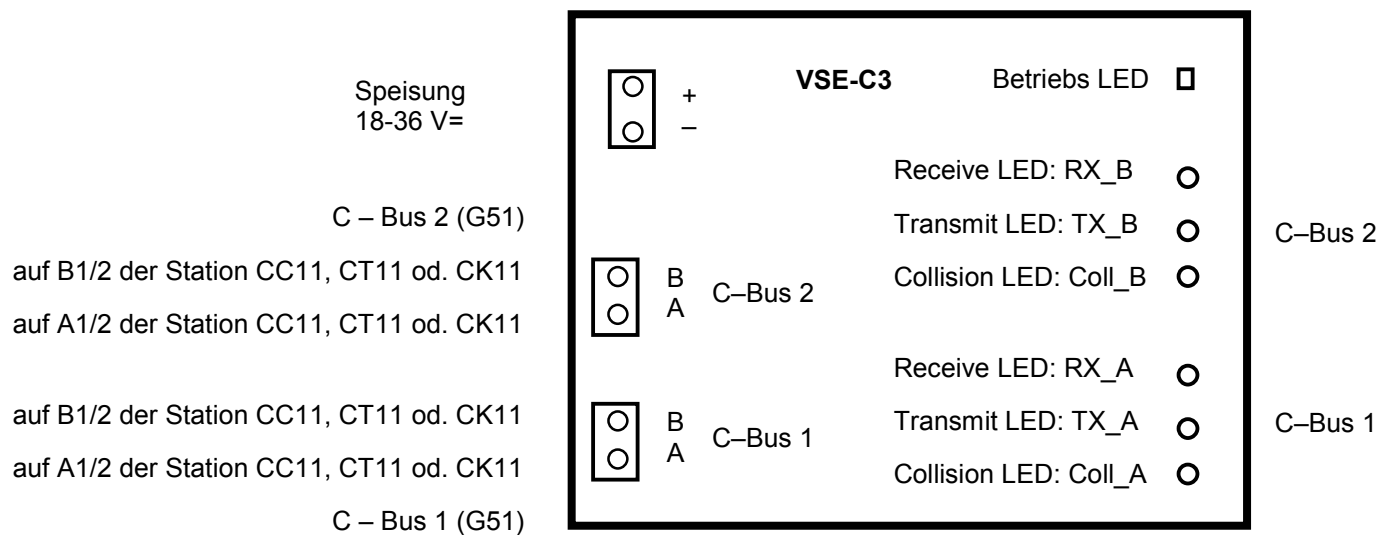 Speisung
18-36 V=
+
–
VSE-C3
Betriebs LED
C – Bus 2 (G51)
auf B1/2 der Station CC11, CT11 od. CK11
auf A1/2 der Station CC11, CT11 od. CK11
B
A
C–Bus 2
Receive LED: RX_B
Transmit LED: TX_B
Collision LED: Coll_B
C–Bus 2
auf B1/2 der Station CC11, CT11 od. CK11
auf A1/2 der Station CC11, CT11 od. CK11
C – Bus 1 (G51)
B
A
C–Bus 1
Receive LED: RX_A
Transmit LED: TX_A
Collision LED: Coll_A
C–Bus 1